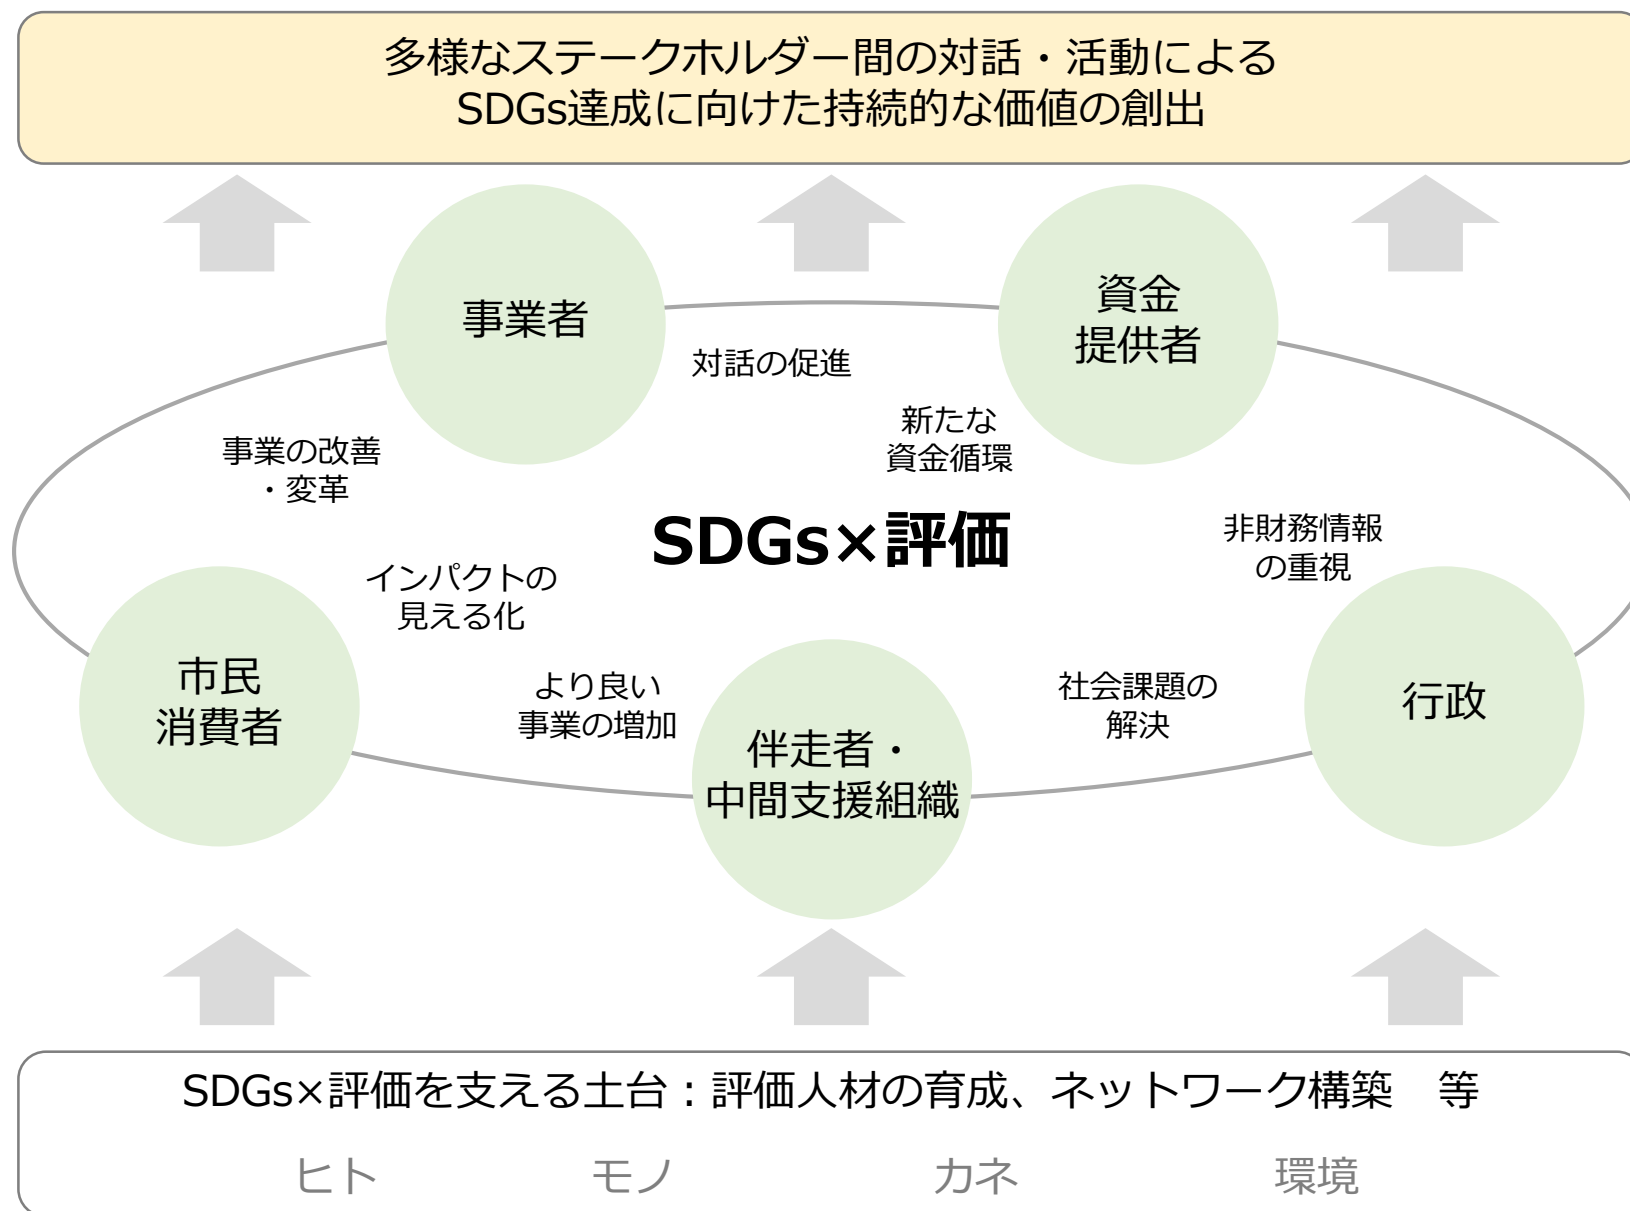 多様なステークホルダー間の対話・活動による
SDGs達成に向けた持続的な価値の創出
事業者
資金
提供者
対話の促進
新たな
資金循環
事業の改善
・変革
SDGs×評価
非財務情報
の重視
インパクトの
見える化
市民
消費者
より良い
事業の増加
伴走者・
中間支援組織
社会課題の
解決
行政
SDGs×評価を支える土台：評価人材の育成、ネットワーク構築　等
ヒト　モノ　カネ　環境